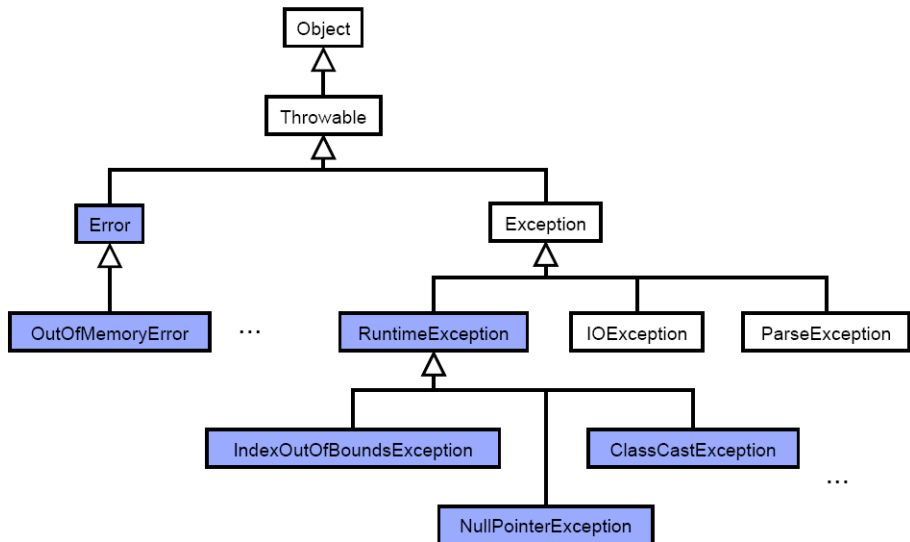 Object
Throwable
Error
Exception
OutOfMemoryError
...
RuntimeException
IOException
ParseException
IndexOutOfBoundsException
ClassCastException
...
NullPointerException